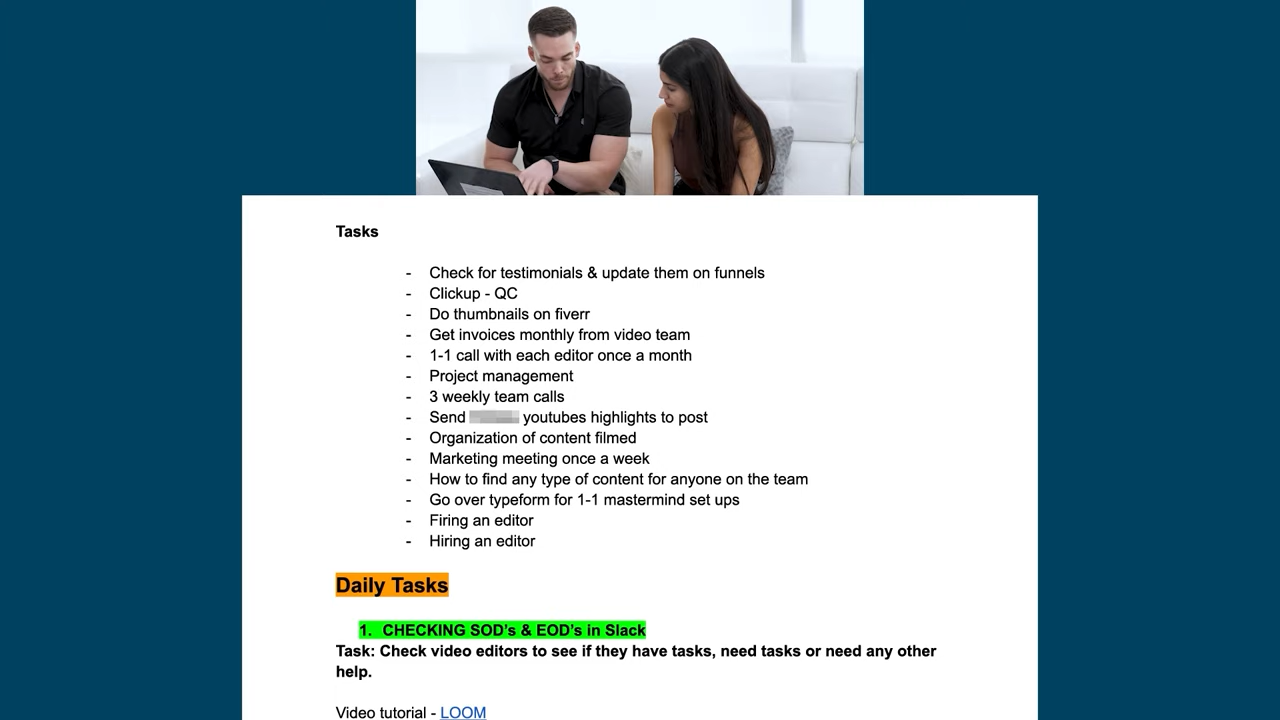 Tasks
- Check for testimonials & update them on funnels
- Clickup - QC
- Do thumbnails on fiverr
- Get invoices monthly from video team
- 1-1 call with each editor once a month
- Project management
- 3 weekly team calls
- Send youtubes highlights to post
- Organization of content filmed
- Marketing meeting once a week
- How to find any type of content for anyone on the team
- Go over typeform for 1-1 mastermind set ups
- Firing an editor
- Hiring an editor
Daily Tasks
1. CHECKING SOD's & EOD's in Slack
Task: Check video editors to see if they have tasks, need tasks or need any other
help.
Video tutorial - LOOM